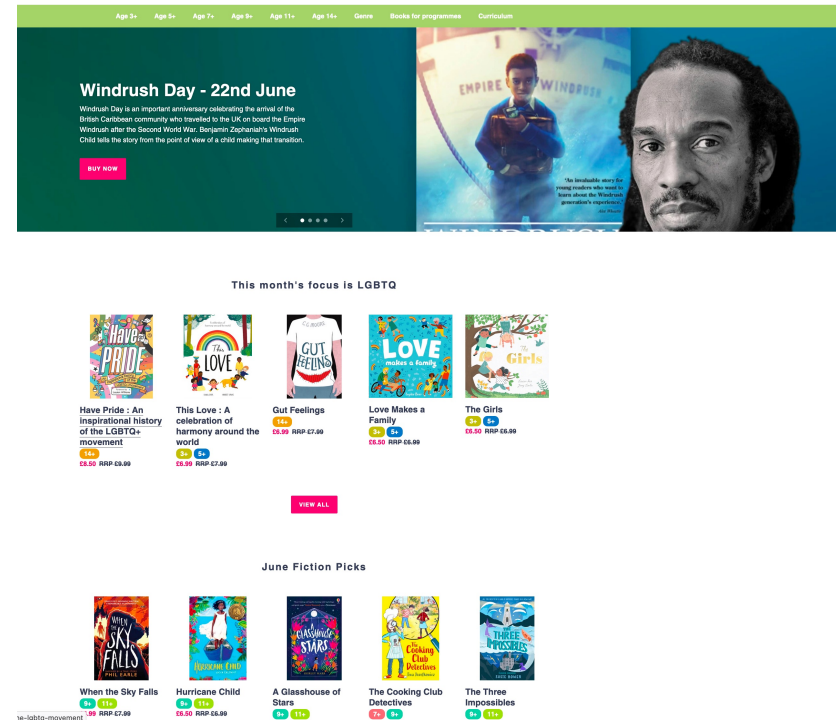 Age 3+ Age 5+ Age 7+ Age 9+ Age 11+ Age 14+ Genre Books for programmes Curriculum
Windrush Day - 22nd June
Windrush Day is an important anniversary celebrating the arrival of the
British Caribbean community who travelled to the UK on board the Empire
Windrush after the Second World War. Benjamin Zephaniah's Windrush
Child tells the story from the point of view of a child making that transition.
BUY NOW
EMPIRE WINDRUSH
'An invaluable story for
young readers who want to
learn about the Windrush
generation's experience.'
WINDRUSH
This month's focus is LGBTQ
Have
PRIDE
This
LOVE
GUT
FEELINGS
LOVE
makes a family
The
Girls
Have Pride : An
inspirational history
of the LGBTQ+
movement
14+
£8.50 RRP £9.99
This Love : A
celebration of
harmony around the
world
3+ 5+
£6.99 RRP £7.99
Gut Feelings
14+
£6.99 RRP £7.99
Love Makes a
Family
3+ 5+
£6.50 RRP £6.99
The Girls
3+ 5+
£6.50 RRP £6.99
VIEW ALL
June Fiction Picks
WHEN
THE
SKY
FALLS
PHIL EARLE
HURRICANE CHILD
A
GLASSHOUSE
OF
STARS
The
Cooking
Club
Detectives
THE
THREE
IMPOSSIBLES
When the Sky Falls
9+ 11+
.99 RRP £7.99
Hurricane Child
9+ 11+
£6.50 RRP £6.99
A Glasshouse of
Stars
9+ 11+
The Cooking Club
Detectives
7+ 9+
The Three
Impossibles
9+ 11+
ne-lgbtq-movement